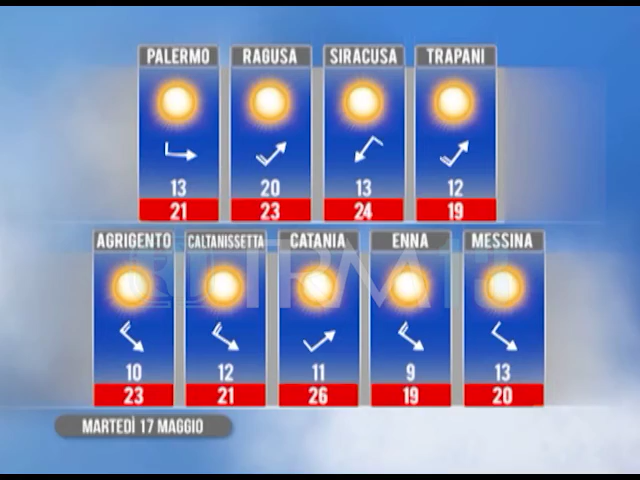 PALERMO RAGUSA SIRACUSA TRAPANI
13 20 13 12
21 23 24 19
AGRIGENTO CALTANISSETTA CATANIA ENNA MESSINA
TRM13
10 12 11 9 13
23 21 26 19 20
MARTEDÌ 17 MAGGIO